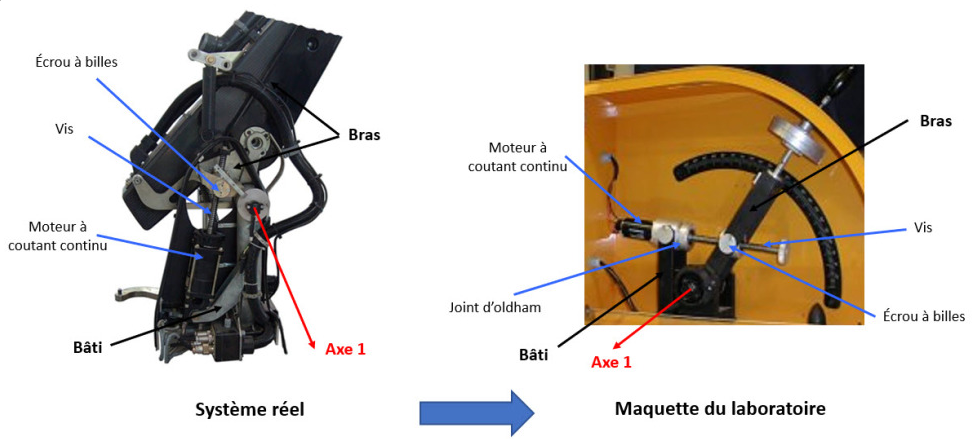 Écrou à billes
Vis
Bras
Moteur à
coutant continu
Bâti
Axe 1
Système réel
Moteur à
coutant continu
Bras
Vis
Joint d'oldham
Écrou à billes
Bâti
Axe 1
Maquette du laboratoire